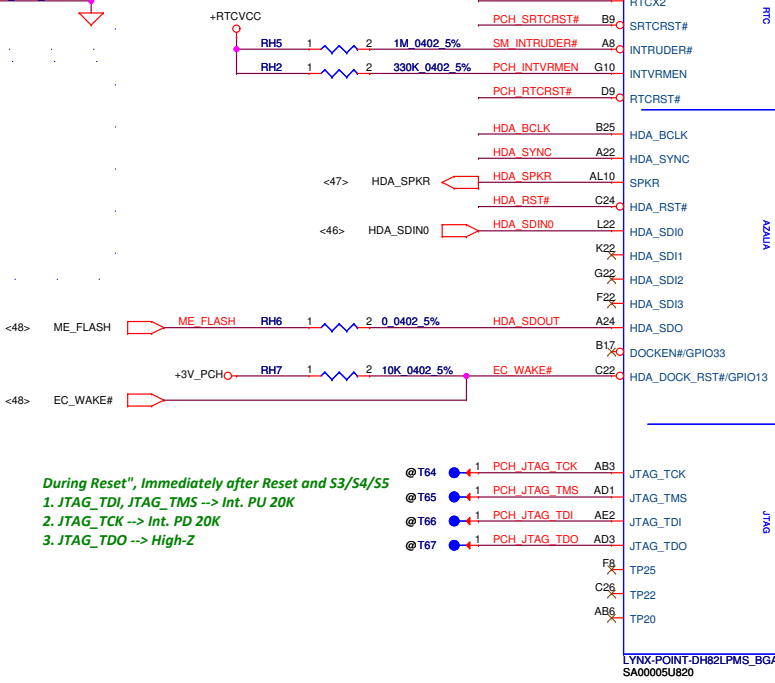 RTCX2
RTC
+RTCVCC
PCH_SRTCRST# B9 SRTCRST#
RH5 1 2 1M_0402_5% SM_INTRUDER# A8 INTRUDER#
RH2 1 2 330K_0402_5% PCH_INTVRMEN G10 INTVRMEN
PCH_RTCRST# D9 RTCRST#
HDA_BCLK B25 HDA_BCLK
HDA_SYNC A22 HDA_SYNC
<47> HDA_SPKR HDA_SPKR AL10 SPKR
HDA_RST# C24 HDA_RST#
<46> HDA_SDIN0 HDA_SDIN0 L22 HDA_SDI0
AZALIA
K22 HDA_SDI1
G22 HDA_SDI2
F22 HDA_SDI3
<48> ME_FLASH ME_FLASH RH6 1 2 0_0402_5% HDA_SDOUT A24 HDA_SDO
B17 DOCKEN#/GPIO33
+3V_PCH RH7 1 2 10K_0402_5% EC_WAKE# C22 HDA_DOCK_RST#/GPIO13
<48> EC_WAKE#
During Reset", Immediately after Reset and S3/S4/S5
1. JTAG_TDI, JTAG_TMS --> Int. PU 20K
2. JTAG_TCK --> Int. PD 20K
3. JTAG_TDO --> High-Z
@T64 1 PCH_JTAG_TCK AB3 JTAG_TCK
@T65 1 PCH_JTAG_TMS AD1 JTAG_TMS
@T66 1 PCH_JTAG_TDI AE2 JTAG_TDI
@T67 1 PCH_JTAG_TDO AD3 JTAG_TDO
JTAG
F8 TP25
C26 TP22
AB6 TP20
LYNX-POINT-DH82LPMS_BGA
SA00005U820